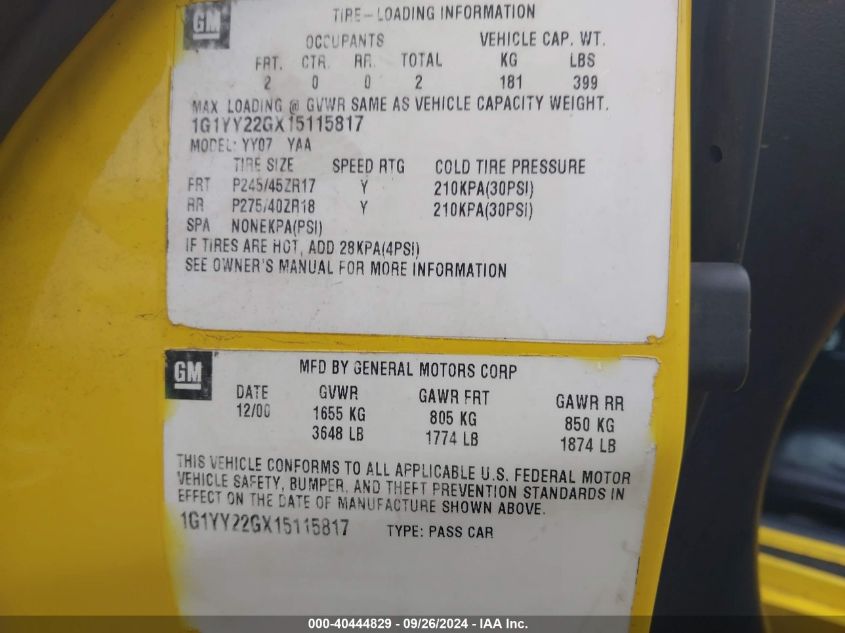 GM
TIRE-LOADING INFORMATION
OCCUPANTS VEHICLE CAP. WT.
FRT. CTR. RR. TOTAL KG LBS
2 0 0 2 181 399
MAX LOADING @ GVWR SAME AS VEHICLE CAPACITY WEIGHT.
1G1YY22GX15115817
MODEL: YY07 YAA
TIRE SIZE SPEED RTG COLD TIRE PRESSURE
FRT P245/45ZR17 Y 210KPA(30PSI)
RR P275/40ZR18 Y 210KPA(30PSI)
SPA NONEKPA(PSI)
IF TIRES ARE HOT, ADD 28KPA(4PSI)
SEE OWNER'S MANUAL FOR MORE INFORMATION
GM
MFD BY GENERAL MOTORS CORP
DATE GVWR GAWR FRT GAWR RR
12/00 1655 KG 805 KG 850 KG
3648 LB 1774 LB 1874 LB
THIS VEHICLE CONFORMS TO ALL APPLICABLE U.S. FEDERAL MOTOR
VEHICLE SAFETY, BUMPER, AND THEFT PREVENTION STANDARDS IN
EFFECT ON THE DATE OF MANUFACTURE SHOWN ABOVE.
1G1YY22GX15115817 TYPE: PASS CAR
000-40444829 - 09/26/2024 - IAA Inc.